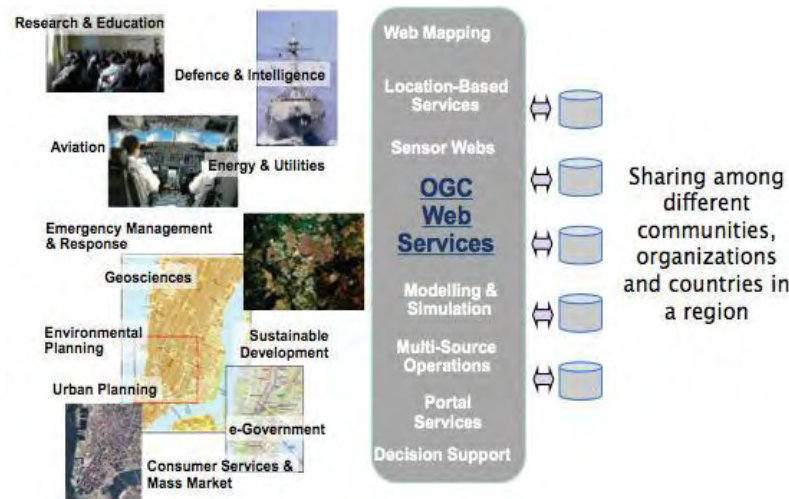 Research & Education
Defence & Intelligence
Aviation
Energy & Utilities
Emergency Management
& Response
Geosciences
Environmental
Planning
Sustainable
Development
Urban Planning
e-Government
Consumer Services &
Mass Market
Web Mapping
Location-Based
Services
Sensor Webs
OGC
Web
Services
Modelling &
Simulation
Multi-Source
Operations
Portal
Services
Decision Support
Sharing among
different
communities,
organizations
and countries in
a region